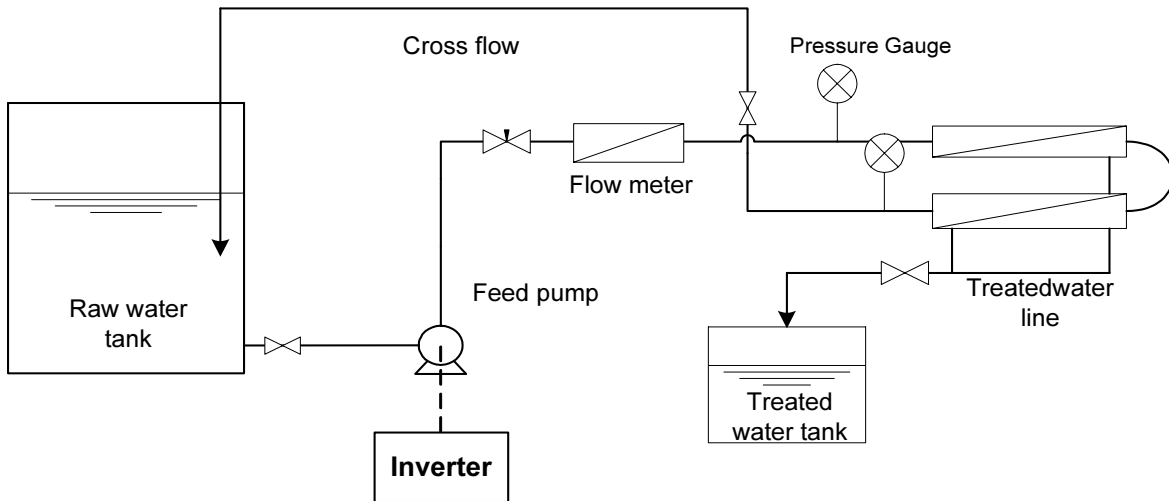 Cross flow
Pressure Gauge
Flow meter
Raw water
tank
Feed pump
Treatedwater
line
Treated
water tank
Inverter